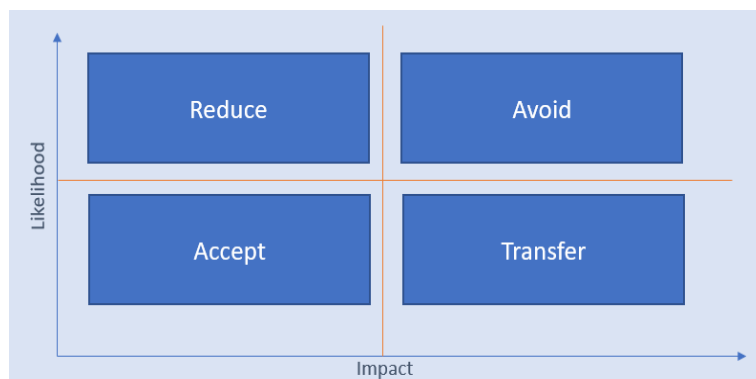 Likelihood
Reduce
Avoid
Accept
Transfer
Impact